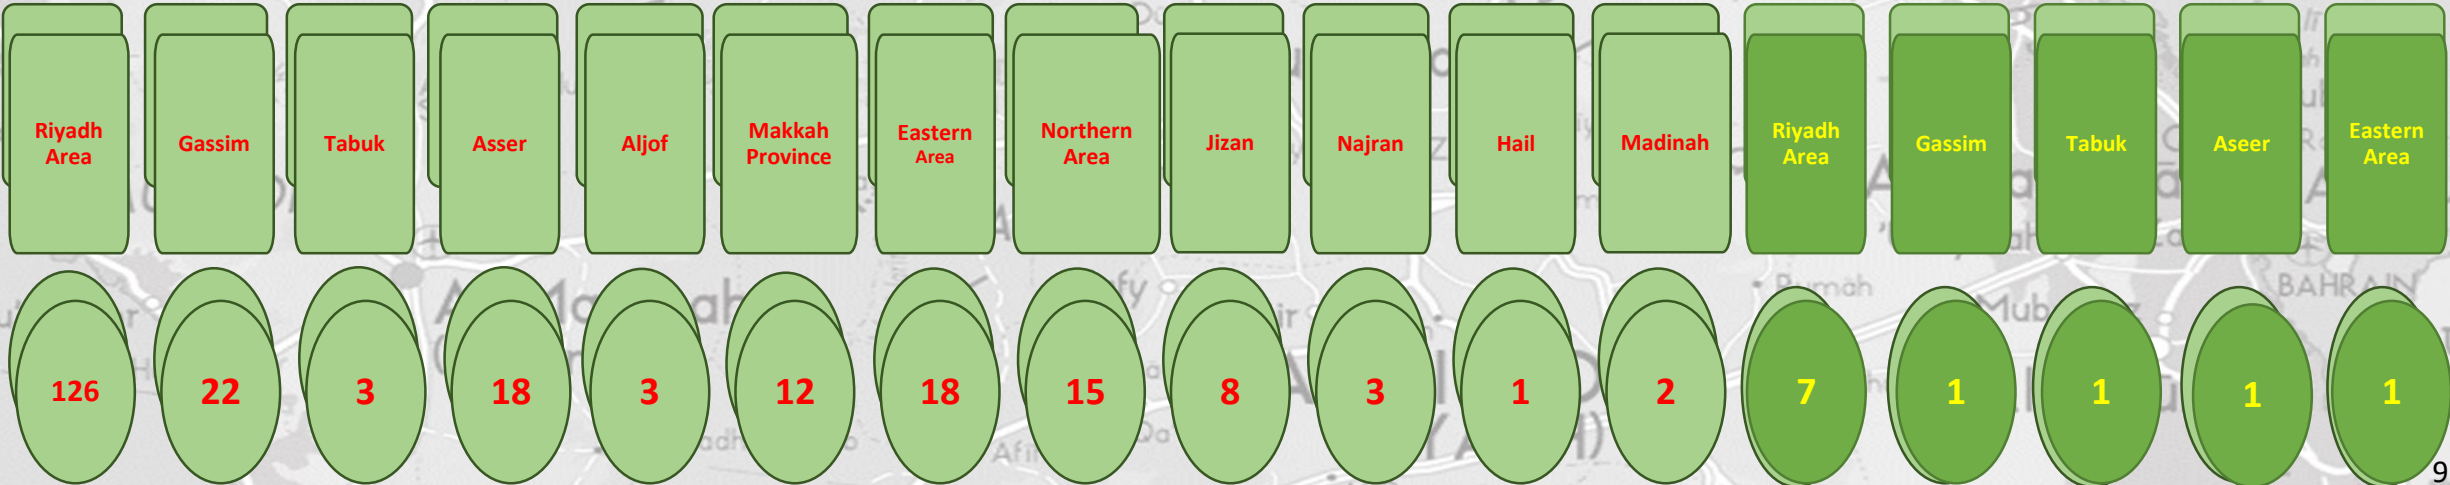 Riyadh
Area
Gassim
Tabuk
Asser
Aljof
Makkah
Province
Eastern
Area
Northern
Area
Jizan
Najran
Hail
Madinah
Riyadh
Area
Gassim
Tabuk
Aseer
Eastern
Area
126
22
3
18
3
12
18
15
8
3
1
2
7
1
1
1
1
Rumāh
BAHRAIN
9